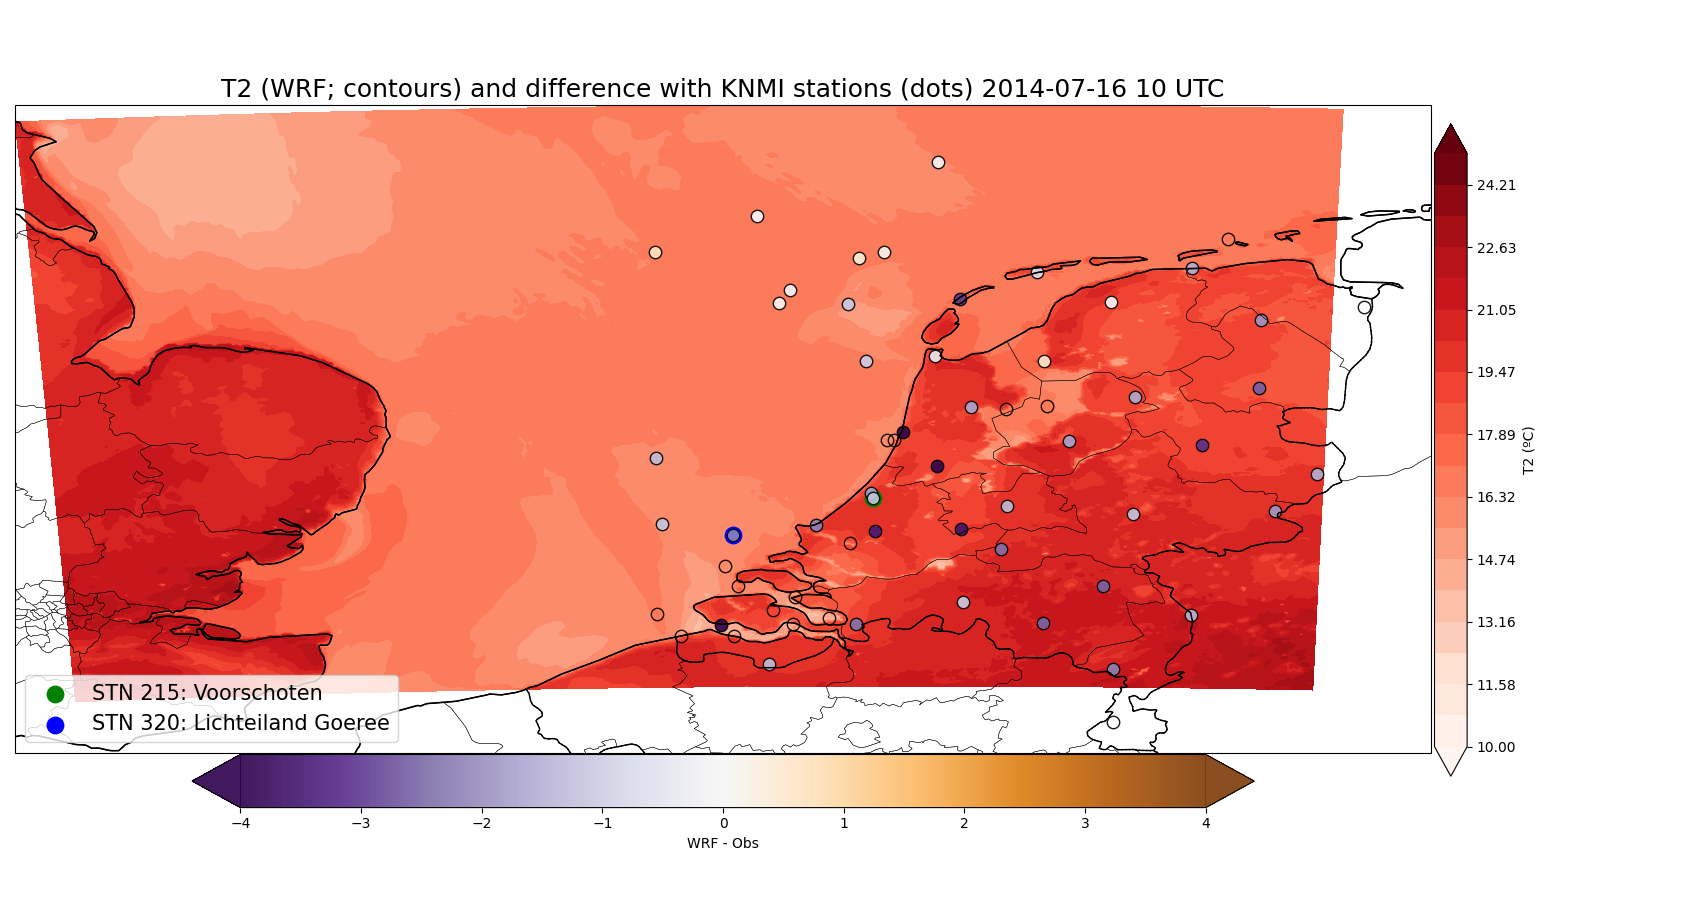 T2 (WRF; contours) and difference with KNMI stations (dots) 2014-07-16 10 UTC
24.21
22.63
21.05
19.47
17.89
16.32
14.74
13.16
11.58
10.00
T2 (ºC)
STN 215: Voorschoten
STN 320: Lichteiland Goeree
−4 −3 −2 −1 0 1 2 3 4
WRF - Obs